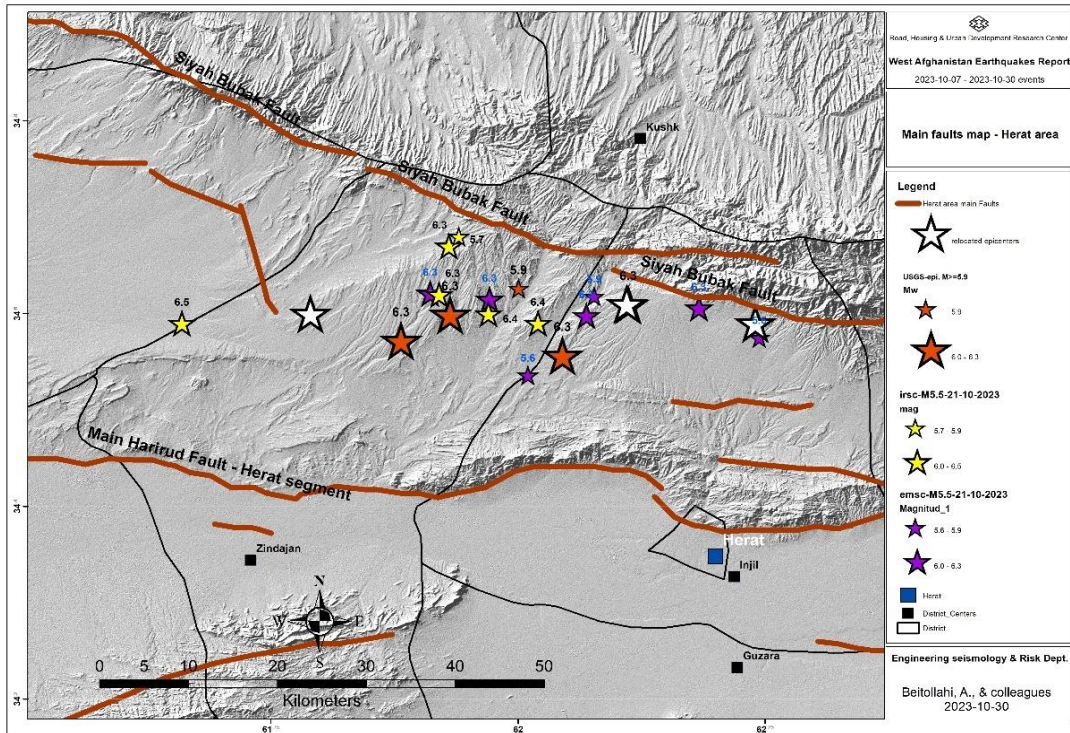 Road, Housing & Urban Development Research Center
West Afghanistan Earthquakes Report
2023-10-07 - 2023-10-30 events
Main faults map - Herat area
Legend
Herat area main Faults
relocated epicenters
USGS-epi. M>=5.9
Mw
5.9
6.0 - 6.3
irsc-M5.5-21-10-2023
mag
5.7 - 5.9
6.0 - 6.5
emsc-M5.5-21-10-2023
Magnitud_1
5.6 - 5.9
6.0 - 6.3
Herat
District_Centers
District
Engineering seismology & Risk Dept.
Beitollahi, A., & colleagues
2023-10-30
Siyah Bubak Fault
Kushk
Siyah Bubak Fault
6.3
5.7
Siyah Bubak Fault
6.3
6.3
6.3
6.3
5.9
5.9
6.3
6.3
6.5
6.3
6.4
6.4
6.3
5.6
Main Harirud Fault - Herat segment
Herat
Zindajan
Injil
N
W
E
S
Guzara
0 5 10 20 30 40 50
Kilometers
62